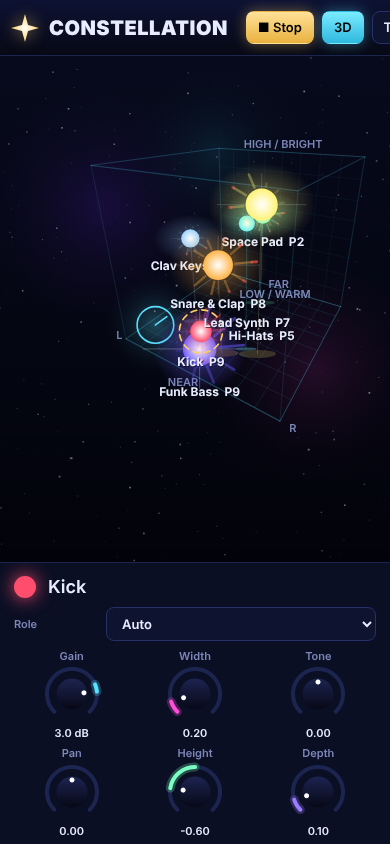 CONSTELLATION
Stop
3D
HIGH / BRIGHT
Space Pad P2
Clav Keys
FAR
LOW / WARM
Snare & Clap P8
Lead Synth P7
L
Hi-Hats P5
Kick P9
NEAR
Funk Bass P9
R
Kick
Role
Auto
Gain
Width
Tone
3.0 dB
0.20
0.00
Pan
Height
Depth
0.00
-0.60
0.10